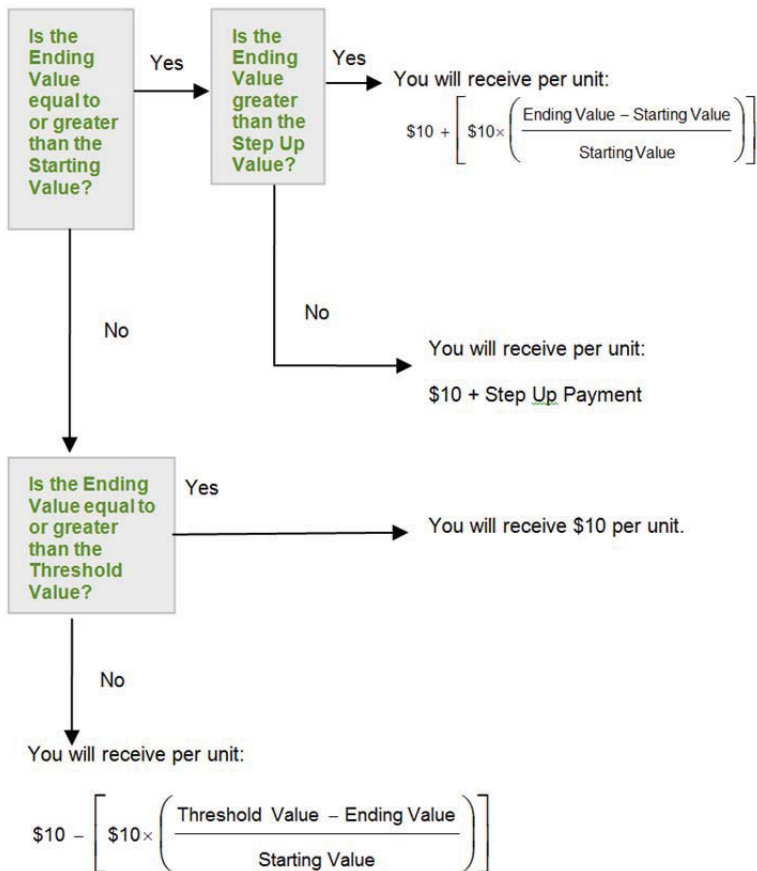 Is the
Ending
Value
equal to
or greater
than the
Starting
Value?
Yes
Is the
Ending
Value
greater
than the
Step Up
Value?
Yes
You will receive per unit:
$10 + [ $10× ( Ending Value – Starting Value
Starting Value ) ]
No
No
You will receive per unit:
$10 + Step Up Payment
Is the Ending
Value equal to
or greater
than the
Threshold
Value?
Yes
You will receive $10 per unit.
No
You will receive per unit:
$10 – [ $10× ( Threshold Value – Ending Value
Starting Value ) ]